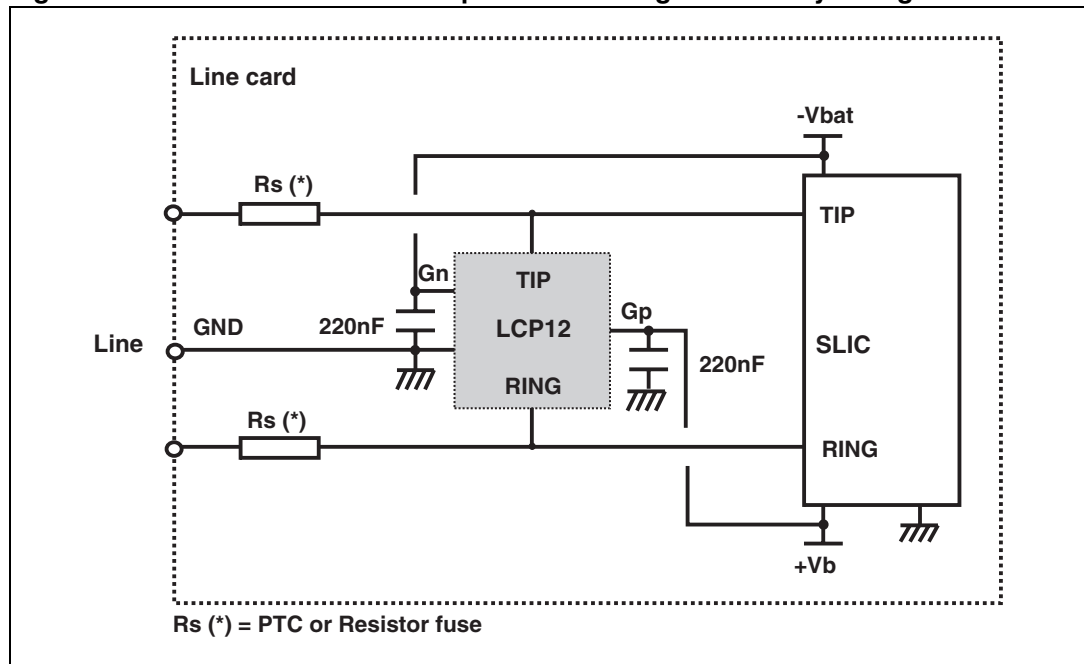 Line card
-Vbat
Rs (*)
TIP
Gn
TIP
Gp
LCP12
220nF
GND
Line
SLIC
220nF
RING
Rs (*)
RING
+Vb
Rs (*) = PTC or Resistor fuse